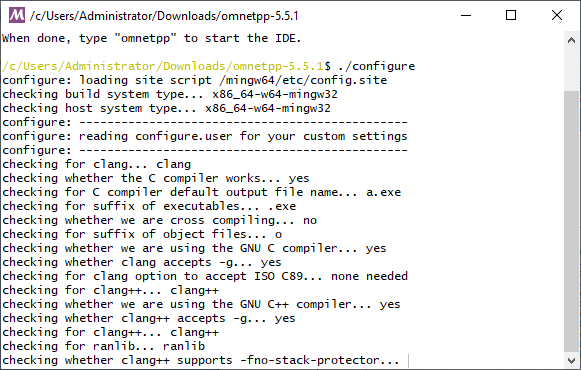 /c/Users/Administrator/Downloads/omnetpp-5.5.1
When done, type "omnetpp" to start the IDE.
/c/Users/Administrator/Downloads/omnetpp-5.5.1$ ./configure
configure: loading site script /mingw64/etc/config.site
checking build system type... x86_64-w64-mingw32
checking host system type... x86_64-w64-mingw32
configure: -----------------------------------------------
configure: reading configure.user for your custom settings
configure: -----------------------------------------------
checking for clang... clang
checking whether the C compiler works... yes
checking for C compiler default output file name... a.exe
checking for suffix of executables... .exe
checking whether we are cross compiling... no
checking for suffix of object files... o
checking whether we are using the GNU C compiler... yes
checking whether clang accepts -g... yes
checking for clang option to accept ISO C89... none needed
checking for clang++... clang++
checking whether we are using the GNU C++ compiler... yes
checking whether clang++ accepts -g... yes
checking for clang++... clang++
checking for ranlib... ranlib
checking whether clang++ supports -fno-stack-protector...